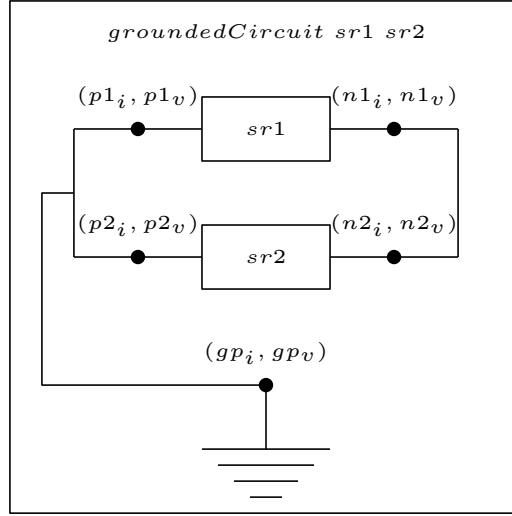 groundedCircuit sr1 sr2
(p1_i, p1_v) (n1_i, n1_v)
sr1
(p2_i, p2_v) (n2_i, n2_v)
sr2
(gp_i, gp_v)